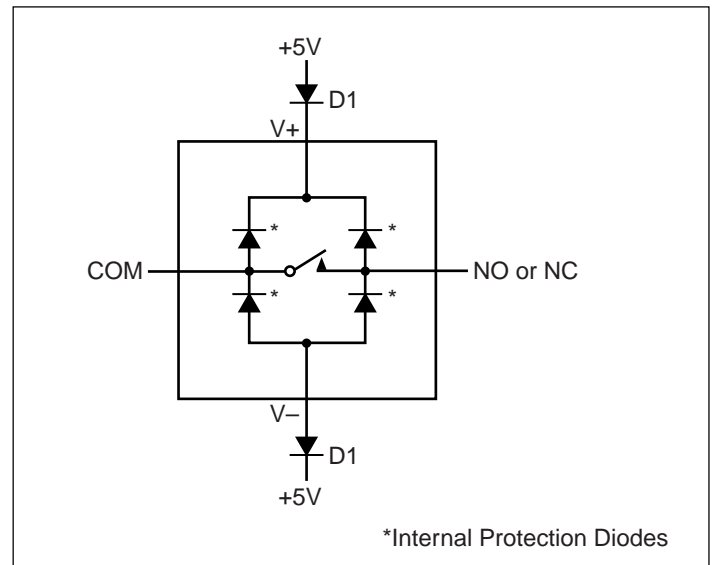 +5V
D1
V+
* *
COM
NO or NC
* *
V–
D1
+5V
*Internal Protection Diodes